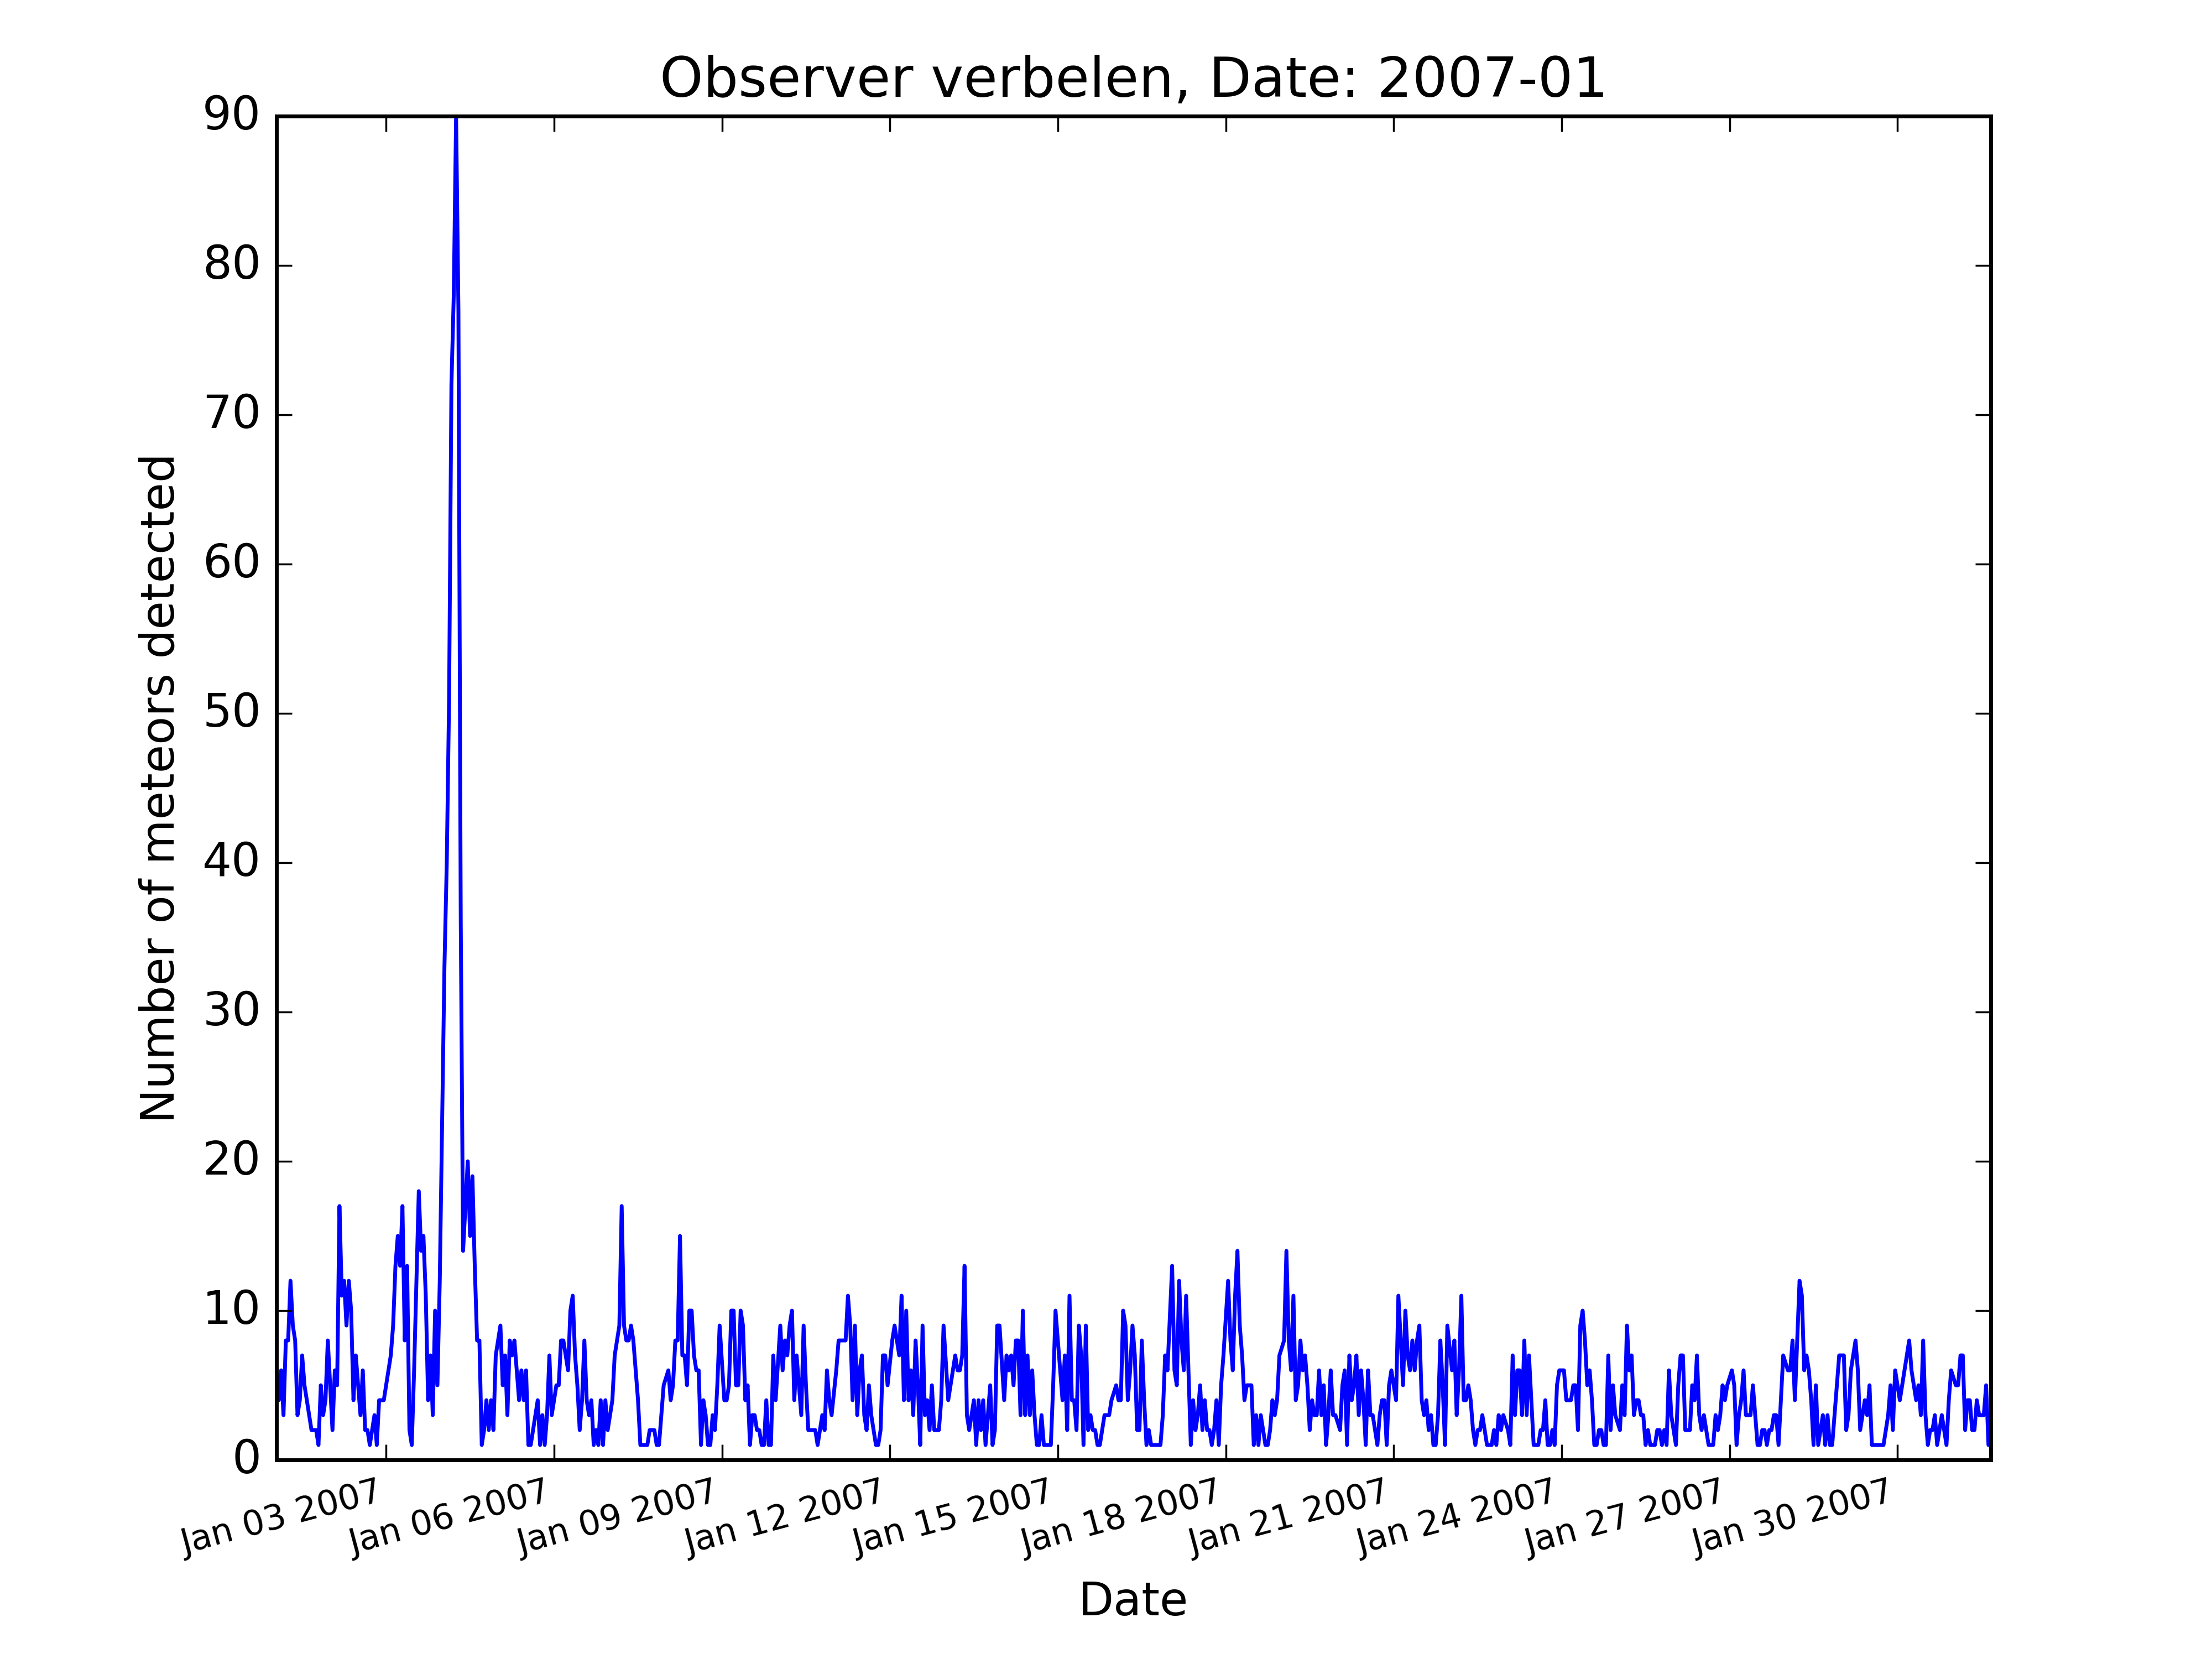 Observer verbelen, Date: 2007-01
90
80
70
60
50
40
30
20
10
0
Number of meteors detected
Jan 03 2007
Jan 06 2007
Jan 09 2007
Jan 12 2007
Jan 15 2007
Jan 18 2007
Jan 21 2007
Jan 24 2007
Jan 27 2007
Jan 30 2007
Date